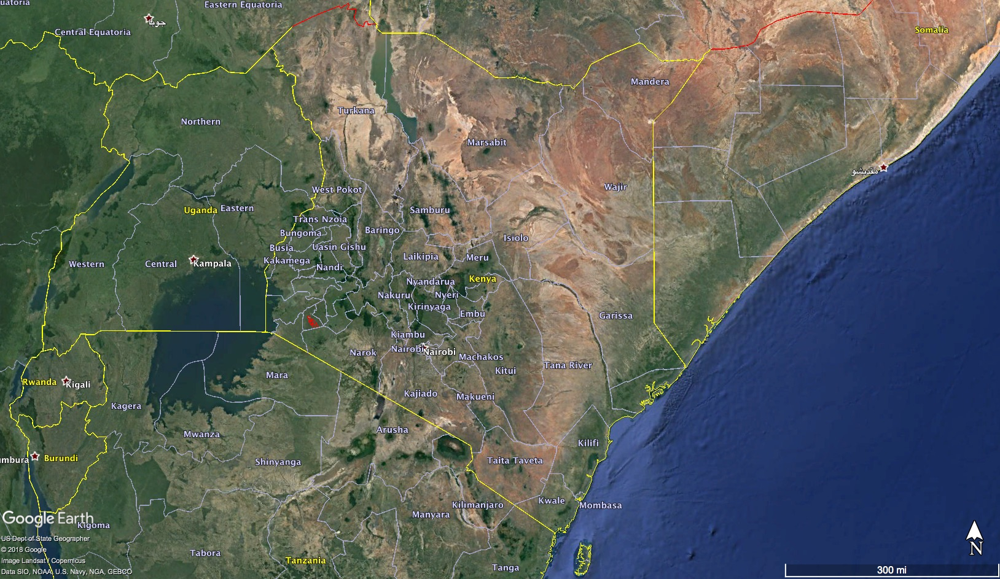 uatoria
Eastern Equatoria
جوبا
Central Equatoria
Somalia
Mandera
Turkana
Northern
Marsabit
مقديشو
Wajir
West Pokot
Uganda
Eastern
Samburu
Trans Nzoia
Baringo
Bungoma
Isiolo
Busia
Uasin Gishu
Laikipia
Meru
Kakamega
Western
Central
Kampala
Nandi
Kenya
Nyandarua
Nakuru
Nyeri
Kirinyaga
Embu
Garissa
Kiambu
Nairobi
Nairobi
Narok
Machakos
Tana River
Kitui
Mara
Rwanda
Kigali
Kajiado
Makueni
Kagera
Arusha
Mwanza
Kilifi
mbura
Burundi
Shinyanga
Taita Taveta
Kwale
Kilimanjaro
Mombasa
Manyara
Google Earth
Kigoma
US Dept of State Geographer
© 2018 Google
Image Landsat / Copernicus
Data SIO, NOAA, U.S. Navy, NGA, GEBCO
Tabora
Tanzania
Tanga
N
300 mi